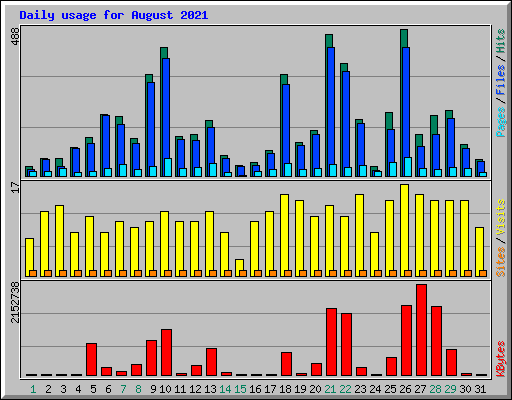 Daily usage for August 2021
488
17
2152738
Pages / Files / Hits
Sites / Visits
KBytes
1 2 3 4 5 6 7 8 9 10 11 12 13 14 15 16 17 18 19 20 21 22 23 24 25 26 27 28 29 30 31